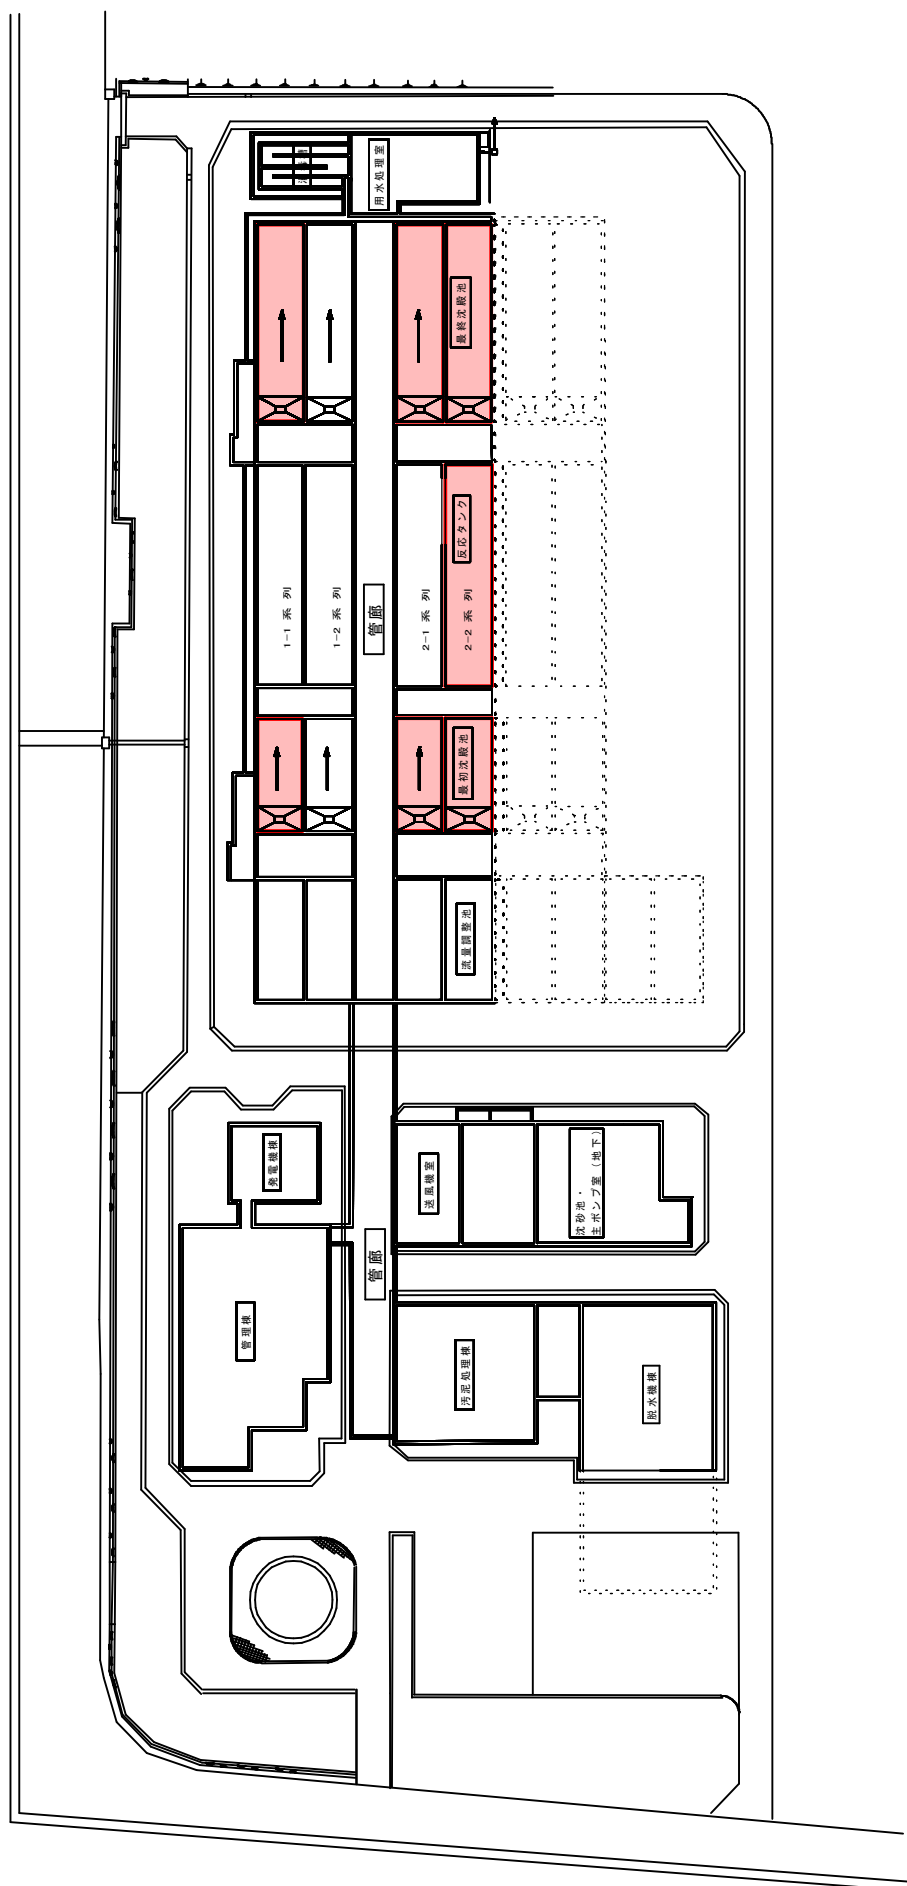 用水処理室
最終沈殿池
反応タンク
1-1 系 列
1-2 系 列
管廊
2-1 系 列
2-2 系 列
最初沈殿池
流量調整池
発電機棟
送風機室
沈砂池・
主ポンプ室（地下）
管廊
管理棟
汚泥処理棟
脱水機棟